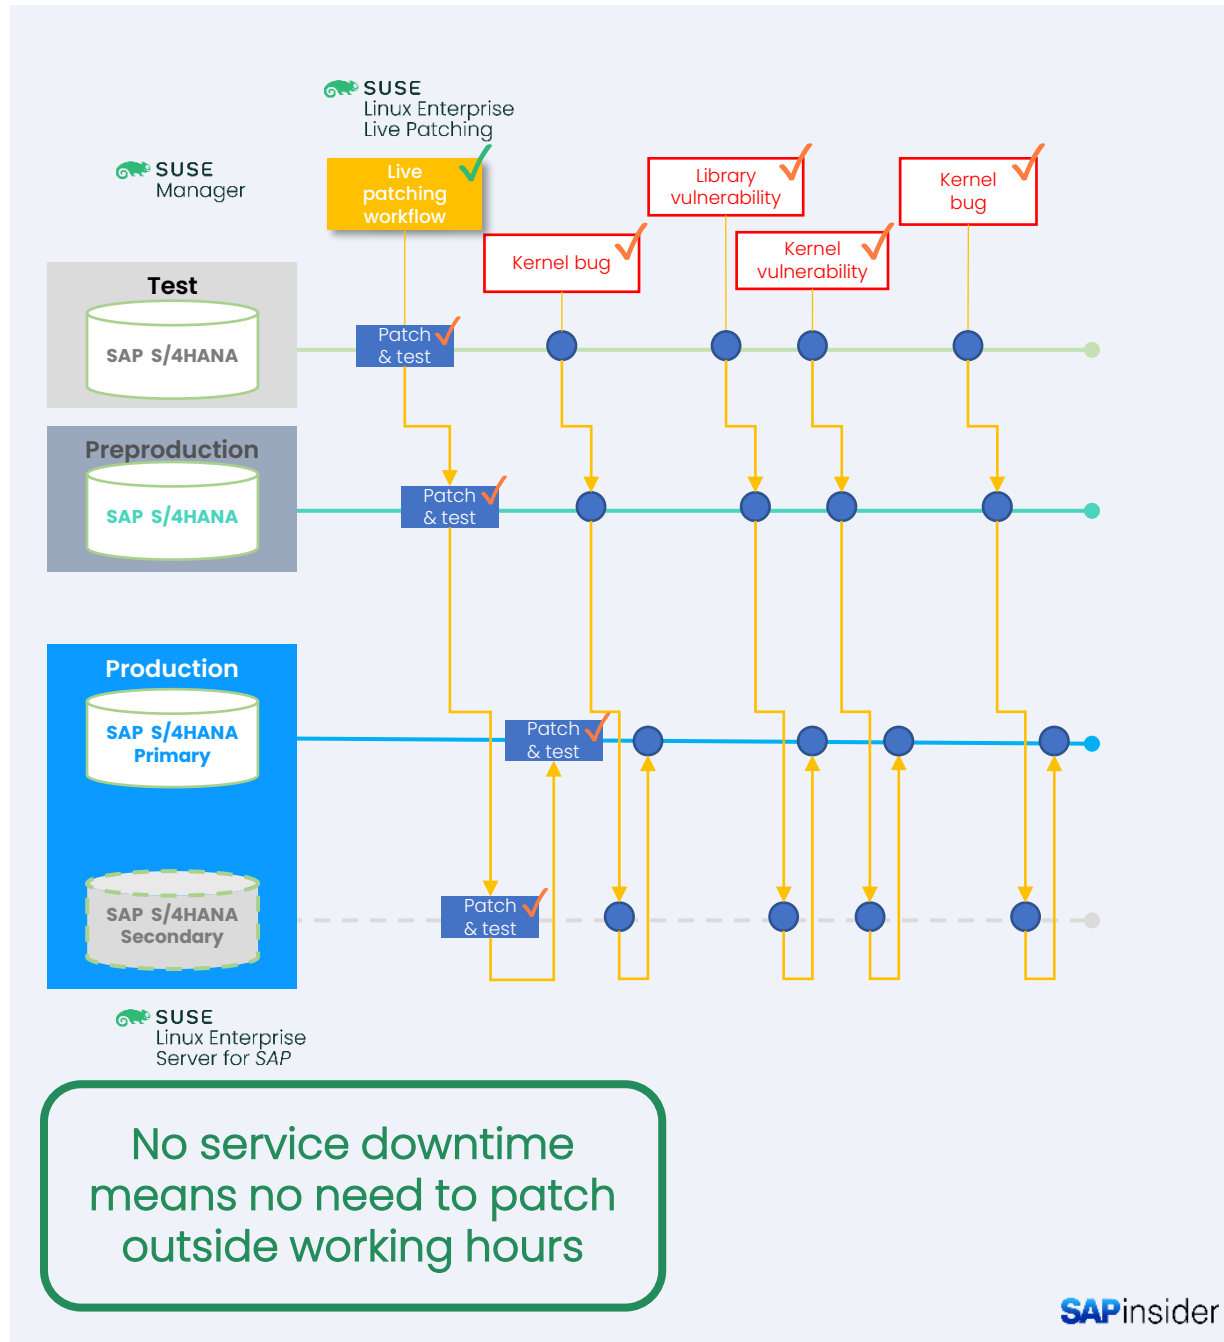 SUSE
Linux Enterprise
Live Patching
SUSE
Manager
Live
patching
workflow
Library
vulnerability
Kernel
bug
Kernel bug
Kernel
vulnerability
Test
SAP S/4HANA
Patch
& test
Preproduction
SAP S/4HANA
Patch
& test
Production
SAP S/4HANA
Primary
Patch
& test
SAP S/4HANA
Secondary
Patch
& test
SUSE
Linux Enterprise
Server for SAP
No service downtime
means no need to patch
outside working hours
SAPinsider